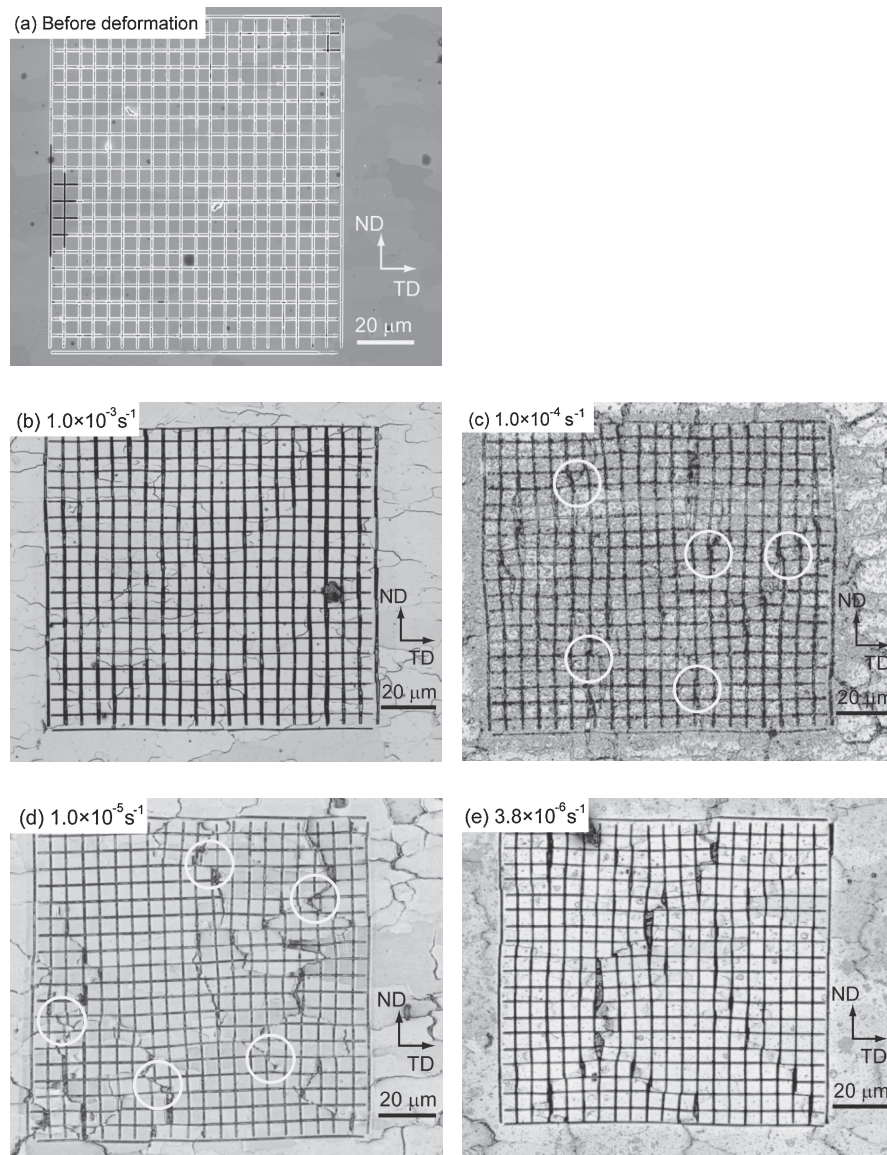 (a) Before deformation
ND
TD
20 μm
(b) 1.0×10⁻³s⁻¹
ND
TD
20 μm
(c) 1.0×10⁻⁴ s⁻¹
ND
TD
20 μm
(d) 1.0×10⁻⁵s⁻¹
ND
TD
20 μm
(e) 3.8×10⁻⁶s⁻¹
ND
TD
20 μm